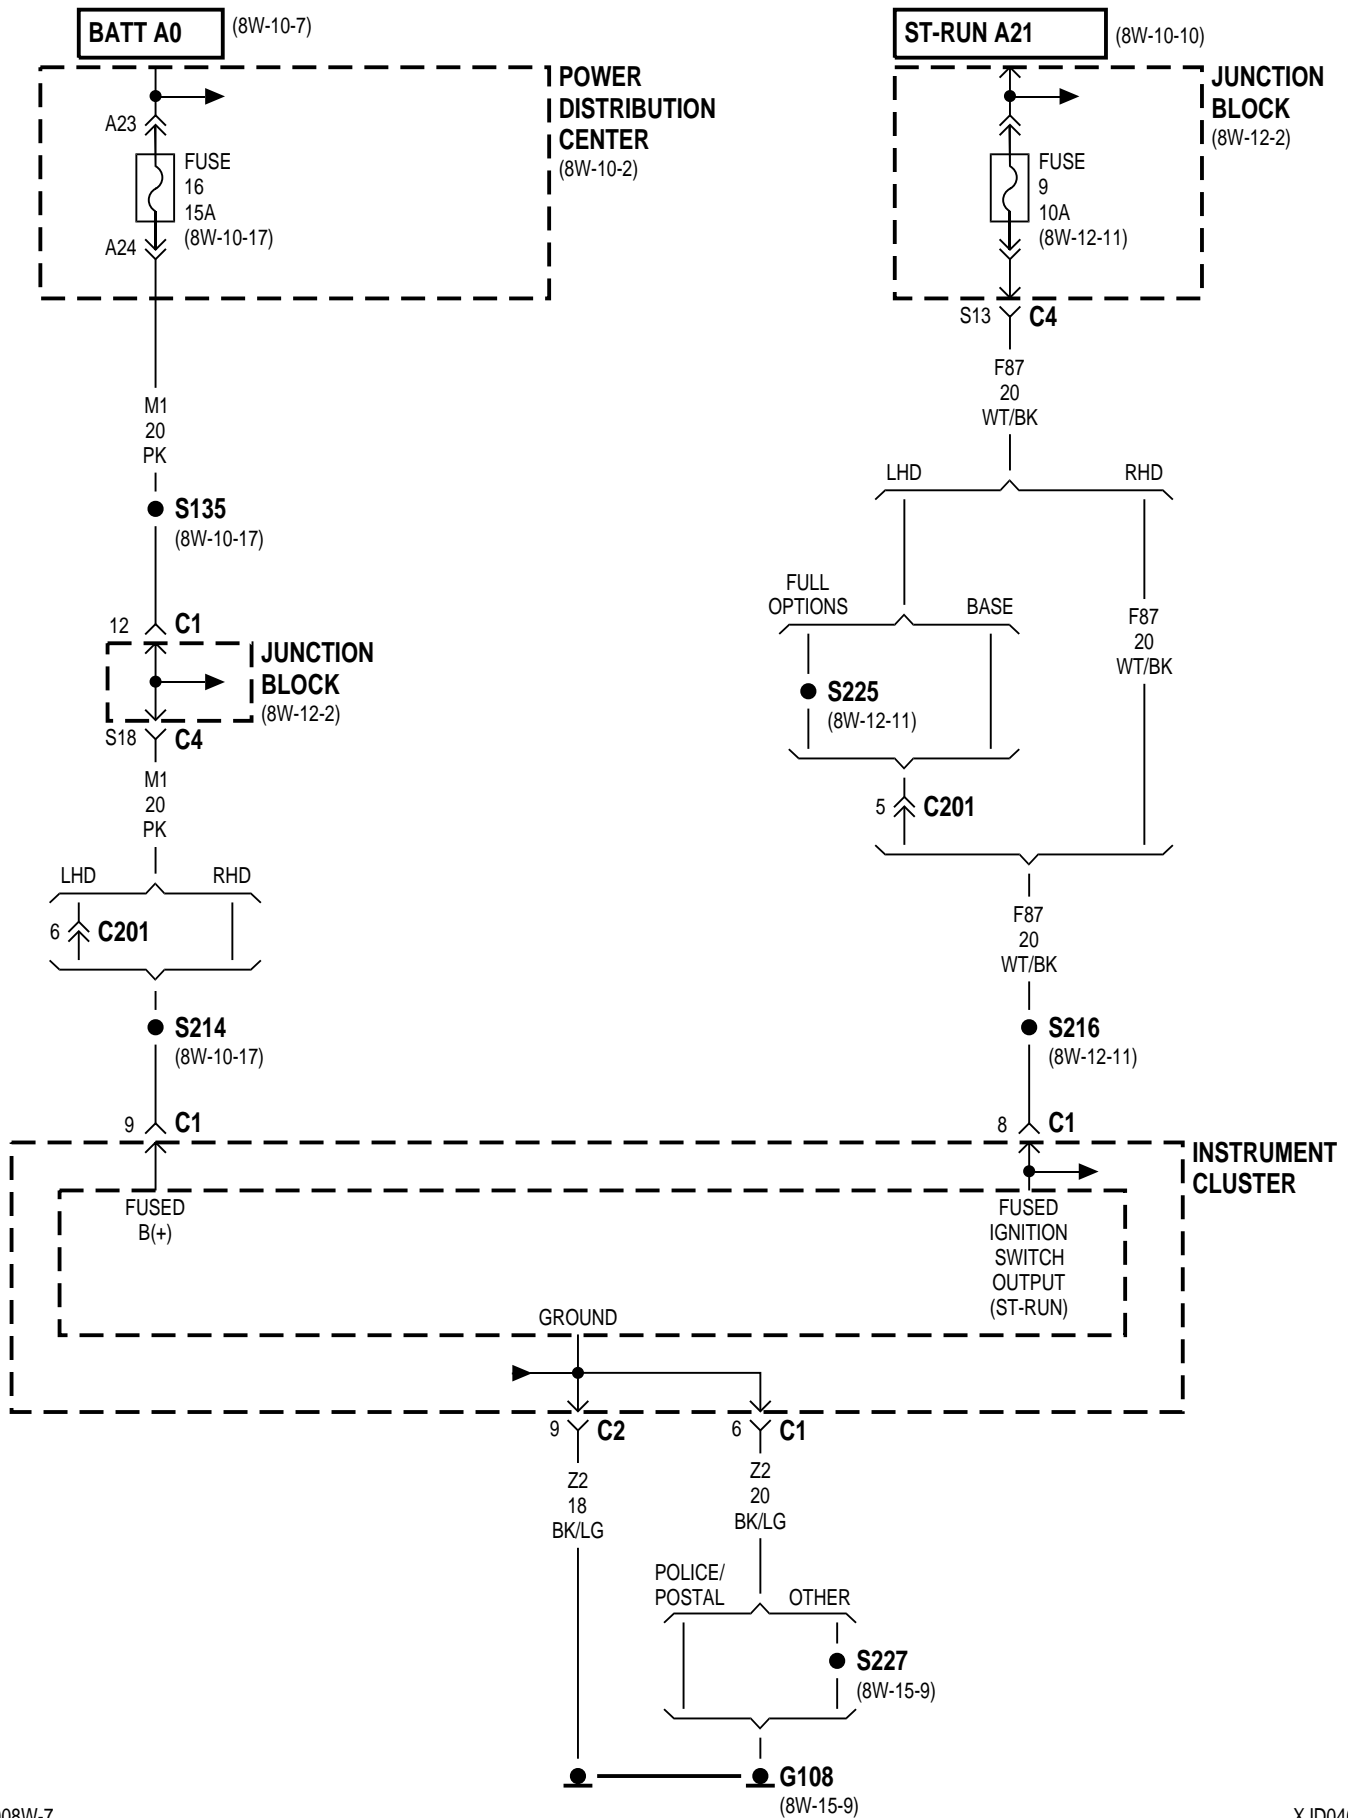 BATT A0 (8W-10-7)
ST-RUN A21 (8W-10-10)
POWER
DISTRIBUTION
CENTER
(8W-10-2)
A23
FUSE
16
15A
(8W-10-17)
A24
JUNCTION
BLOCK
(8W-12-2)
FUSE
9
10A
(8W-12-11)
S13 C4
F87
20
WT/BK
M1
20
PK
S135
(8W-10-17)
LHD RHD
FULL
OPTIONS
BASE
F87
20
WT/BK
12 C1
JUNCTION
BLOCK
(8W-12-2)
S225
(8W-12-11)
S18 C4
M1
20
PK
5 C201
LHD RHD
6 C201
F87
20
WT/BK
S214
(8W-10-17)
S216
(8W-12-11)
9 C1
8 C1
INSTRUMENT
CLUSTER
FUSED
B(+)
FUSED
IGNITION
SWITCH
OUTPUT
(ST-RUN)
GROUND
9 C2
6 C1
Z2
18
BK/LG
Z2
20
BK/LG
POLICE/
POSTAL
OTHER
S227
(8W-15-9)
G108
(8W-15-9)